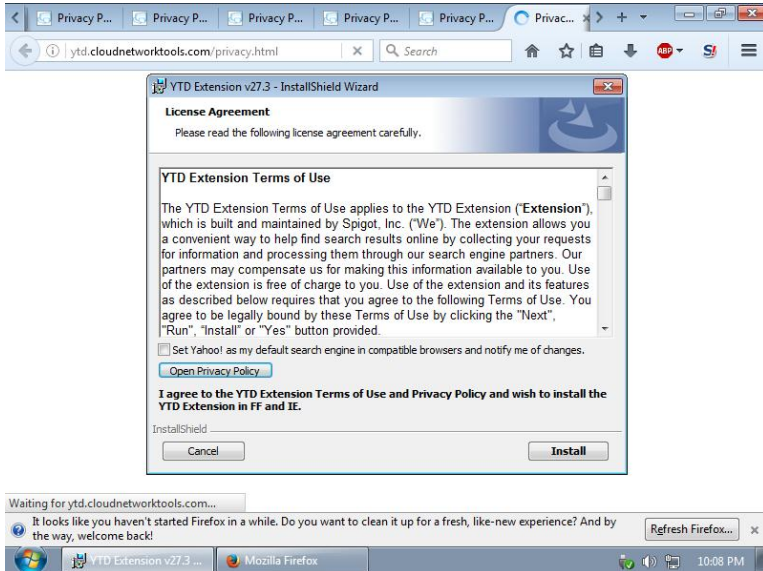 Privacy P...
Privacy P...
Privacy P...
Privacy P...
Privacy P...
Privac...
ytd.cloudnetworktools.com/privacy.html
Search
ABP
S!
YTD Extension v27.3 - InstallShield Wizard
License Agreement
Please read the following license agreement carefully.
YTD Extension Terms of Use
The YTD Extension Terms of Use applies to the YTD Extension (“Extension”),
which is built and maintained by Spigot, Inc. (“We”). The extension allows you
a convenient way to help find search results online by collecting your requests
for information and processing them through our search engine partners. Our
partners may compensate us for making this information available to you. Use
of the extension is free of charge to you. Use of the extension and its features
as described below requires that you agree to the following Terms of Use. You
agree to be legally bound by these Terms of Use by clicking the "Next",
"Run", “Install” or "Yes" button provided.
Set Yahoo! as my default search engine in compatible browsers and notify me of changes.
Open Privacy Policy
I agree to the YTD Extension Terms of Use and Privacy Policy and wish to install the
YTD Extension in FF and IE.
InstallShield
Cancel
Install
Waiting for ytd.cloudnetworktools.com...
It looks like you haven't started Firefox in a while. Do you want to clean it up for a fresh, like-new experience? And by
the way, welcome back!
Refresh Firefox...
YTD Extension v27.3 ...
Mozilla Firefox
10:08 PM